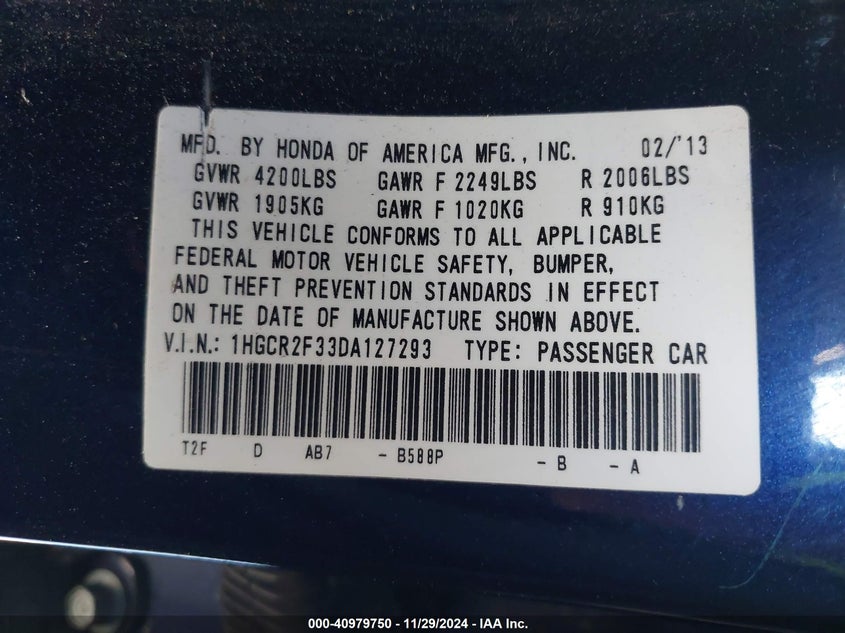 MFD. BY HONDA OF AMERICA MFG., INC. 02/'13
GVWR 4200LBS GAWR F 2249LBS R 2006LBS
GVWR 1905KG GAWR F 1020KG R 910KG
THIS VEHICLE CONFORMS TO ALL APPLICABLE
FEDERAL MOTOR VEHICLE SAFETY, BUMPER,
AND THEFT PREVENTION STANDARDS IN EFFECT
ON THE DATE OF MANUFACTURE SHOWN ABOVE.
V.I.N.: 1HGCR2F33DA127293 TYPE: PASSENGER CAR
T2F D AB7 - B588P - B - A
000-40979750 - 11/29/2024 - IAA Inc.